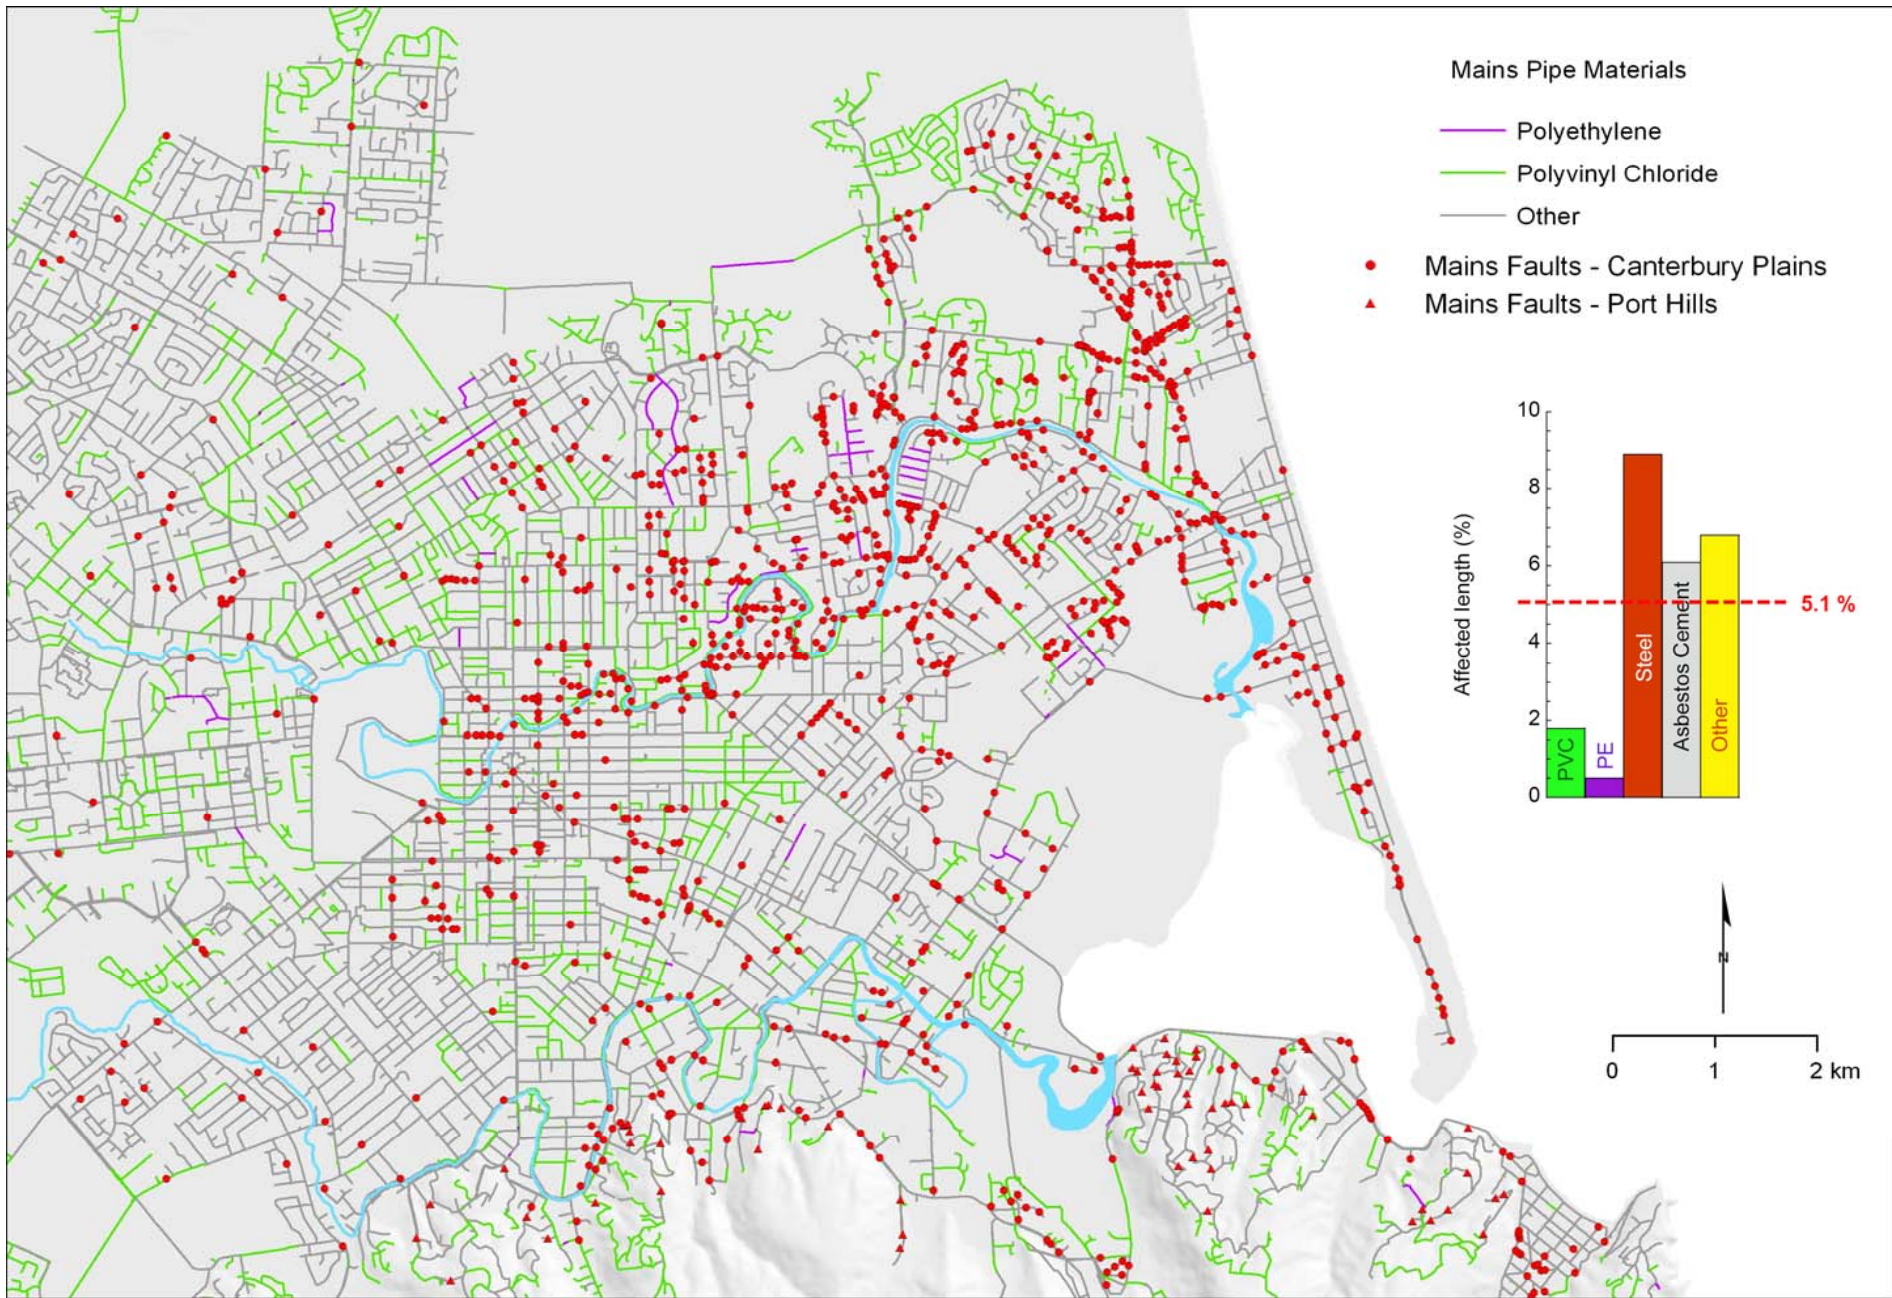 Mains Pipe Materials
Polyethylene
Polyvinyl Chloride
Other
Mains Faults - Canterbury Plains
Mains Faults - Port Hills
10
8
6
4
2
0
Affected length (%)
PVC
PE
Steel
Asbestos Cement
Other
5.1 %
N
0 1 2 km